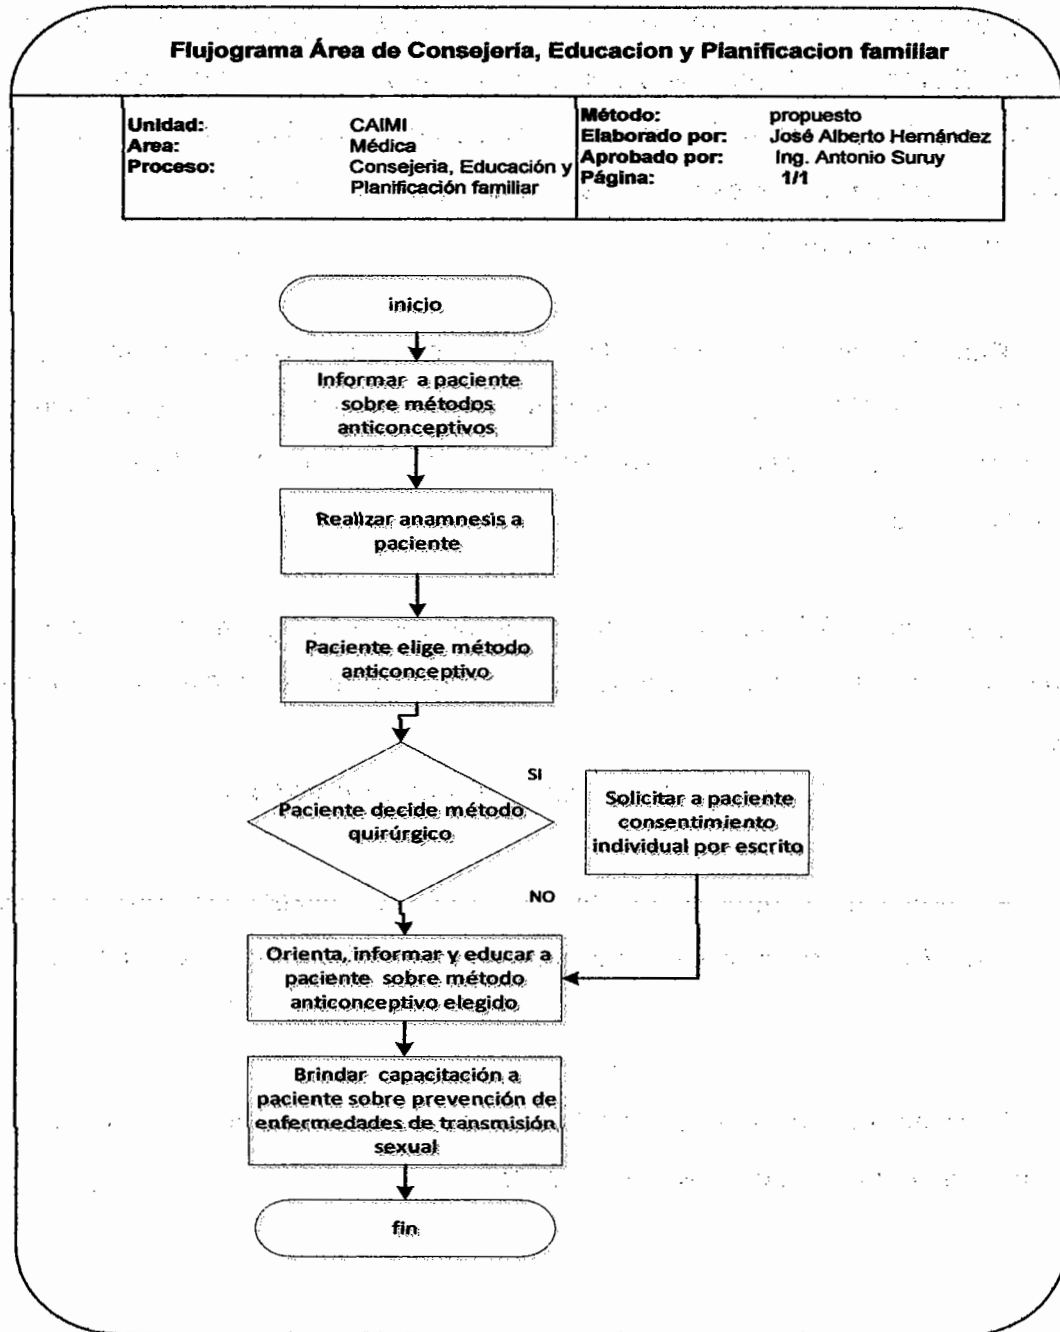 Flujograma Área de Consejería, Educacion y Planificacion familiar
Unidad: CAIMI
Area: Médica
Proceso: Consejeria, Educación y
Planificación familiar
Método: propuesto
Elaborado por: José Alberto Hernández
Aprobado por: Ing. Antonio Suruy
Página: 1/1
inicio
Informar a paciente
sobre métodos
anticonceptivos
Realizar anamnesis a
paciente
Paciente elige método
anticonceptivo
Paciente decide método
quirúrgico
SI
Solicitar a paciente
consentimiento
individual por escrito
NO
Orienta, informar y educar a
paciente sobre método
anticonceptivo elegido
Brindar capacitación a
paciente sobre prevención de
enfermedades de transmisión
sexual
fin